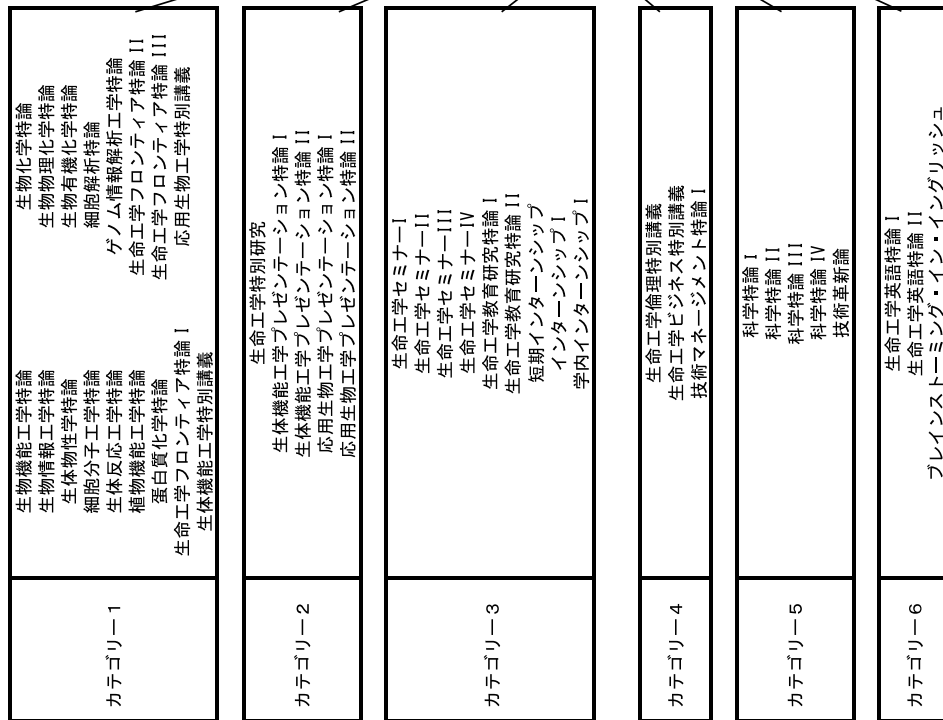 カテゴリー1
生物機能工学特論
生物情報工学特論
生体物性学特論
細胞分子工学特論
生体反応工学特論
植物機能工学特論
蛋白質化学特論
生命工学フロンティア特論 I
生体機能工学特別講義
生物化学特論
生物物理化学特論
生物有機化学特論
細胞解析特論
ゲノム情報解析工学特論
生命工学フロンティア特論 II
生命工学フロンティア特論 III
応用生物工学特別講義
カテゴリー2
生命工学特別研究
生体機能工学プレゼンテーション特論 I
生体機能工学プレゼンテーション特論 II
応用生物工学プレゼンテーション特論 I
応用生物工学プレゼンテーション特論 II
カテゴリー3
生命工学セミナーI
生命工学セミナーII
生命工学セミナーIII
生命工学セミナーIV
生命工学教育研究特論 I
生命工学教育研究特論 II
短期インターンシップ
インターンシップ I
学内インターンシップ I
カテゴリー4
生命工学倫理特別講義
生命工学ビジネス特別講義
技術マネージメント特論 I
カテゴリー5
科学特論 I
科学特論 II
科学特論 III
科学特論 IV
技術革新論
カテゴリー6
生命工学英語特論 I
生命工学英語特論 II
ブレインストーミング・イン・イングリッシュ